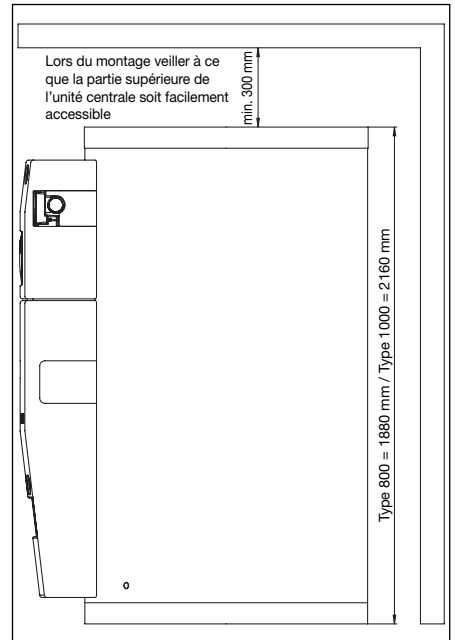 Lors du montage veiller à ce
que la partie supérieure de
l’unité centrale soit facilement
accessible
min. 300 mm
Type 800 = 1880 mm / Type 1000 = 2160 mm